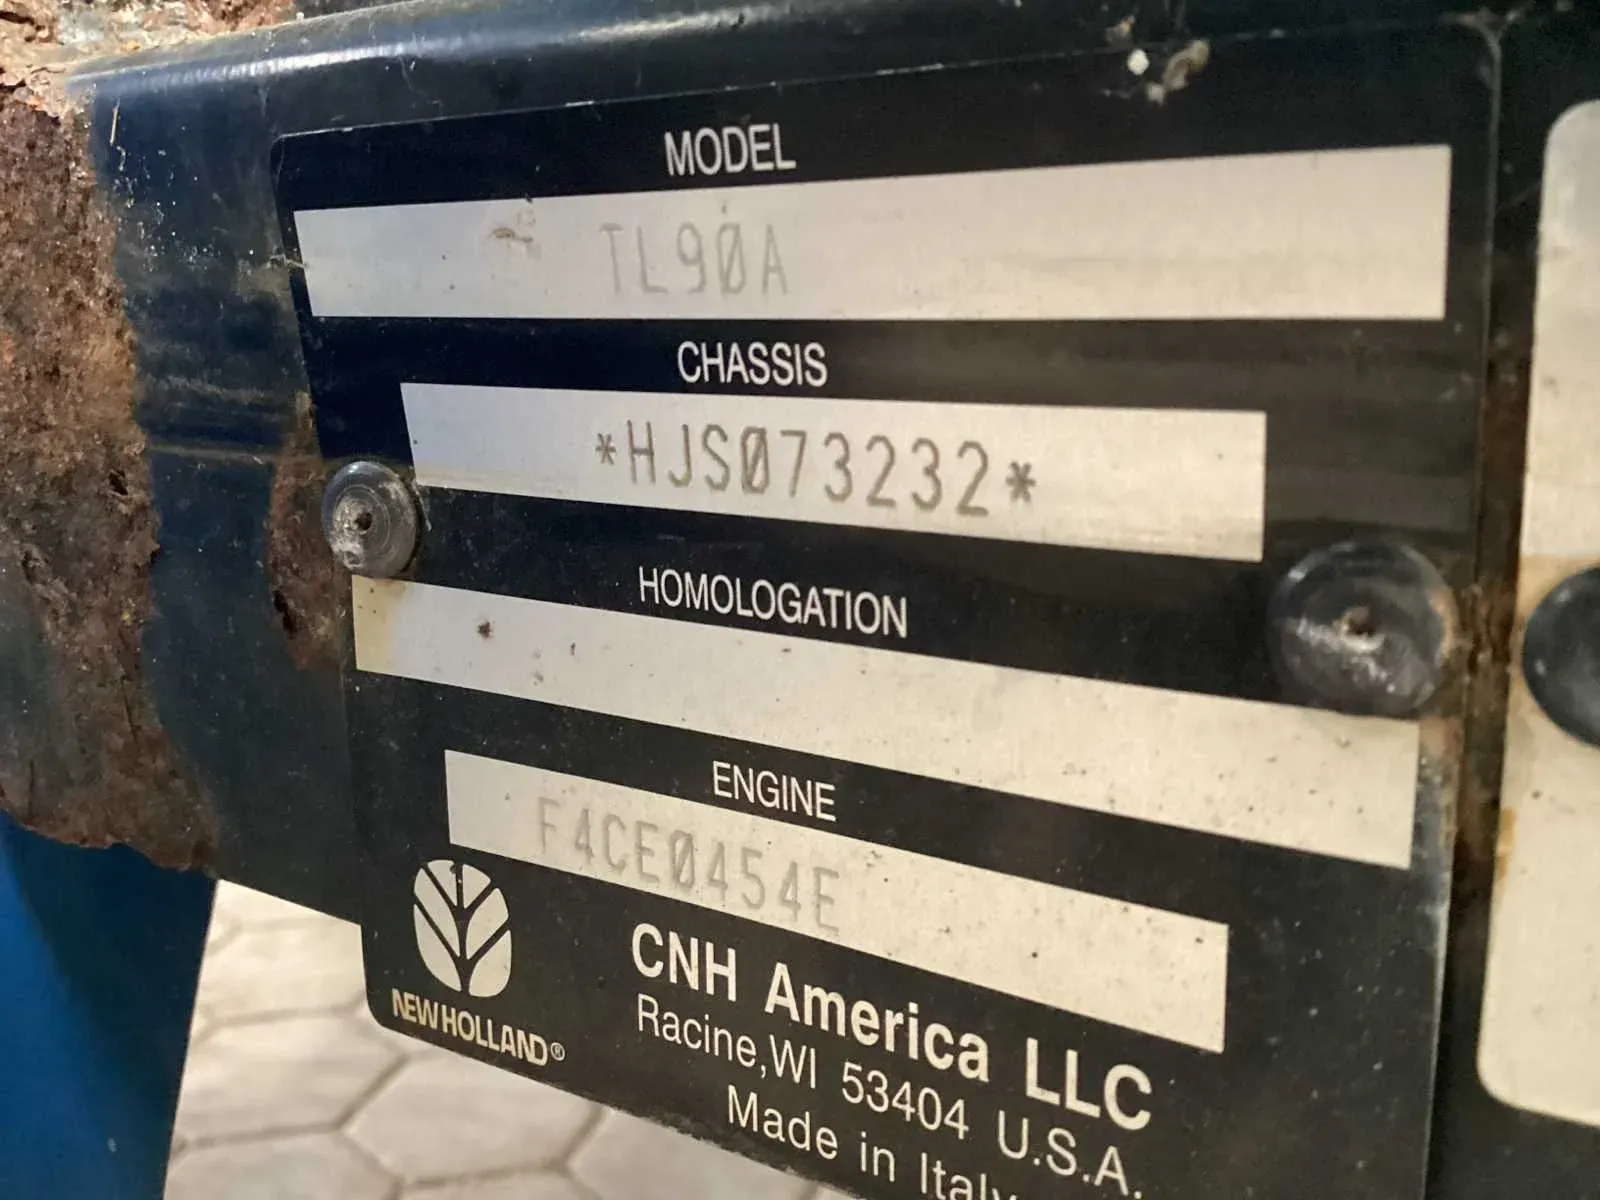 MODEL
TL90A
CHASSIS
*HJS073232*
HOMOLOGATION
ENGINE
F4CE0454E
NEW HOLLAND®
CNH America LLC
Racine, WI 53404 U.S.A.
Made in Italy